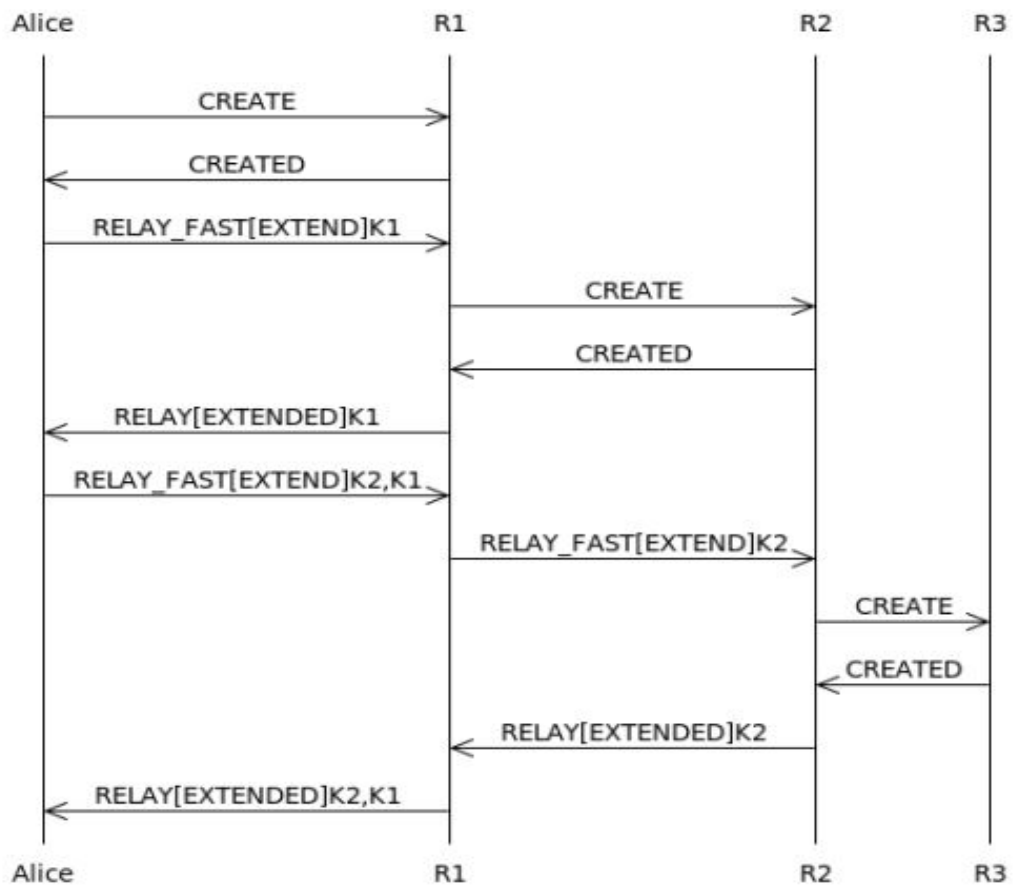 Alice R1 R2 R3
CREATE
CREATED
RELAY_FAST[EXTEND]K1
CREATE
CREATED
RELAY[EXTENDED]K1
RELAY_FAST[EXTEND]K2,K1
RELAY_FAST[EXTEND]K2
CREATE
CREATED
RELAY[EXTENDED]K2
RELAY[EXTENDED]K2,K1
Alice R1 R2 R3